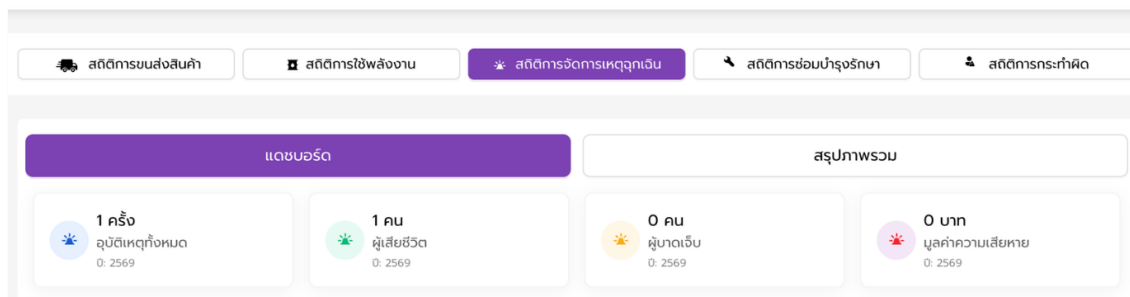 สถิติการขนส่งสินค้า
สถิติการใช้พลังงาน
สถิติการจัดการเหตุฉุกเฉิน
สถิติการซ่อมบำรุงรักษา
สถิติการกระทำผิด
แดชบอร์ด
สรุปภาพรวม
1 ครั้ง
อุบัติเหตุทั้งหมด
ปี: 2569
1 คน
ผู้เสียชีวิต
ปี: 2569
0 คน
ผู้บาดเจ็บ
ปี: 2569
0 บาท
มูลค่าความเสียหาย
ปี: 2569